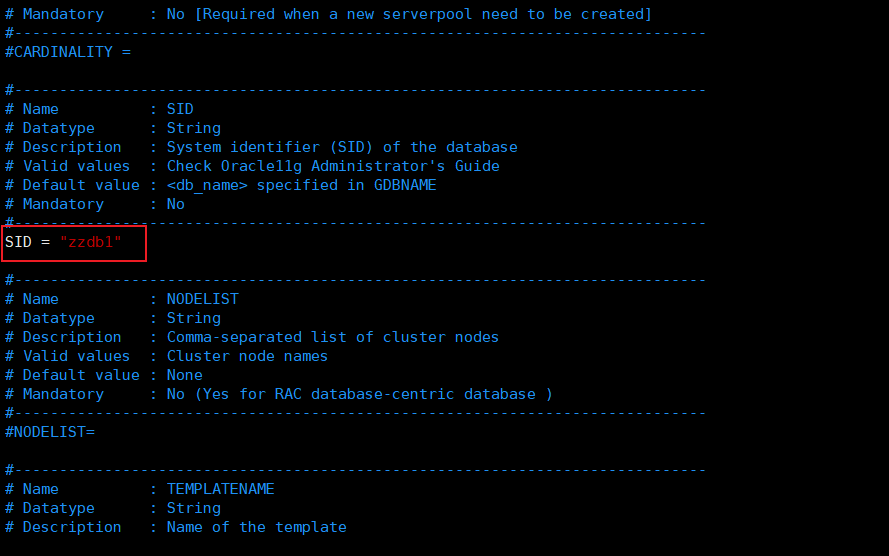 # Mandatory     : No [Required when a new serverpool need to be created]
#-----------------------------------------------------------------------------
#CARDINALITY =
#-----------------------------------------------------------------------------
# Name          : SID
# Datatype      : String
# Description   : System identifier (SID) of the database
# Valid values  : Check Oracle11g Administrator's Guide
# Default value : <db_name> specified in GDBNAME
# Mandatory     : No
#-----------------------------------------------------------------------------
SID = "zzdb1"
#-----------------------------------------------------------------------------
# Name          : NODELIST
# Datatype      : String
# Description   : Comma-separated list of cluster nodes
# Valid values  : Cluster node names
# Default value : None
# Mandatory     : No (Yes for RAC database-centric database )
#-----------------------------------------------------------------------------
#NODELIST=
#-----------------------------------------------------------------------------
# Name          : TEMPLATENAME
# Datatype      : String
# Description   : Name of the template